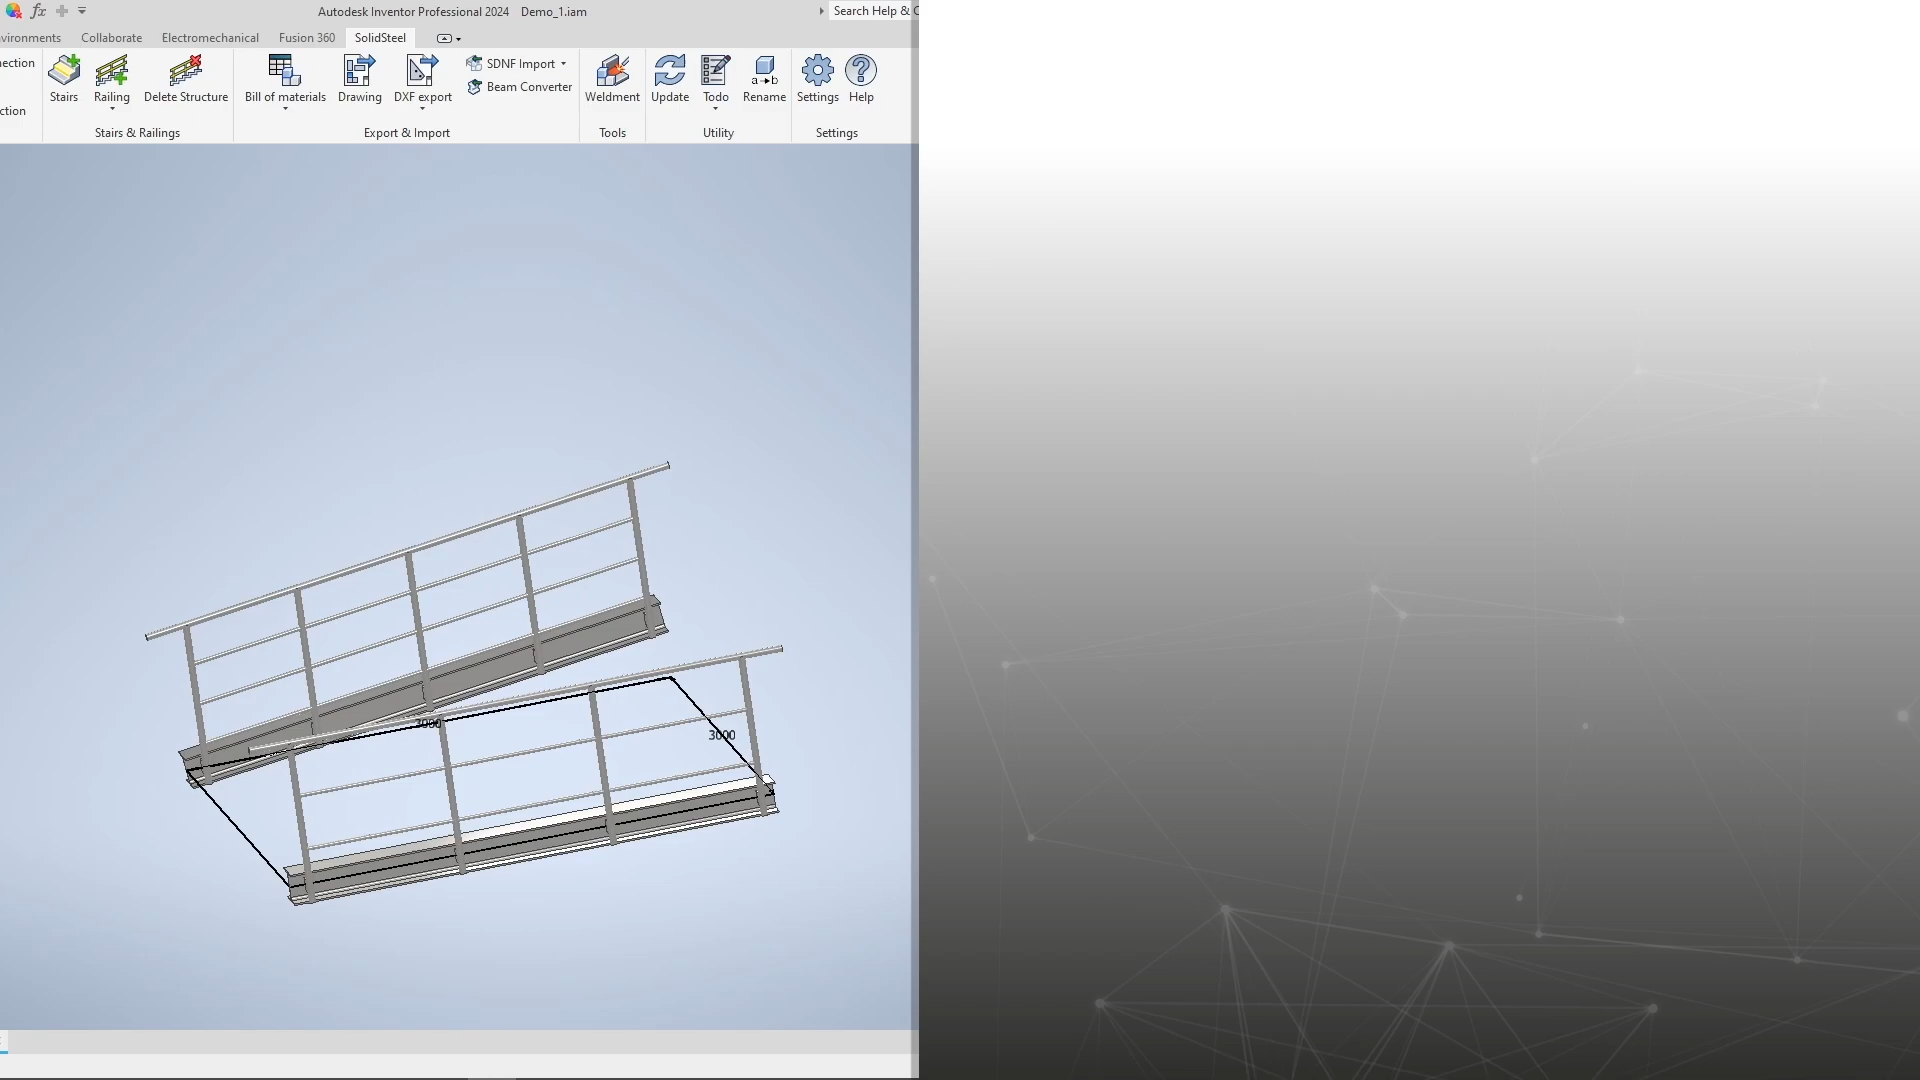 fx
Autodesk Inventor Professional 2024 Demo_1.iam
Search Help &
vironments Collaborate Electromechanical Fusion 360 SolidSteel
nection
ction
Stairs Railing Delete Structure
Stairs & Railings
Bill of materials Drawing DXF export SDNF Import
Beam Converter
Export & Import
Weldment
Tools
Update Todo a→b Rename
Utility
Settings Help
Settings
3000
3000